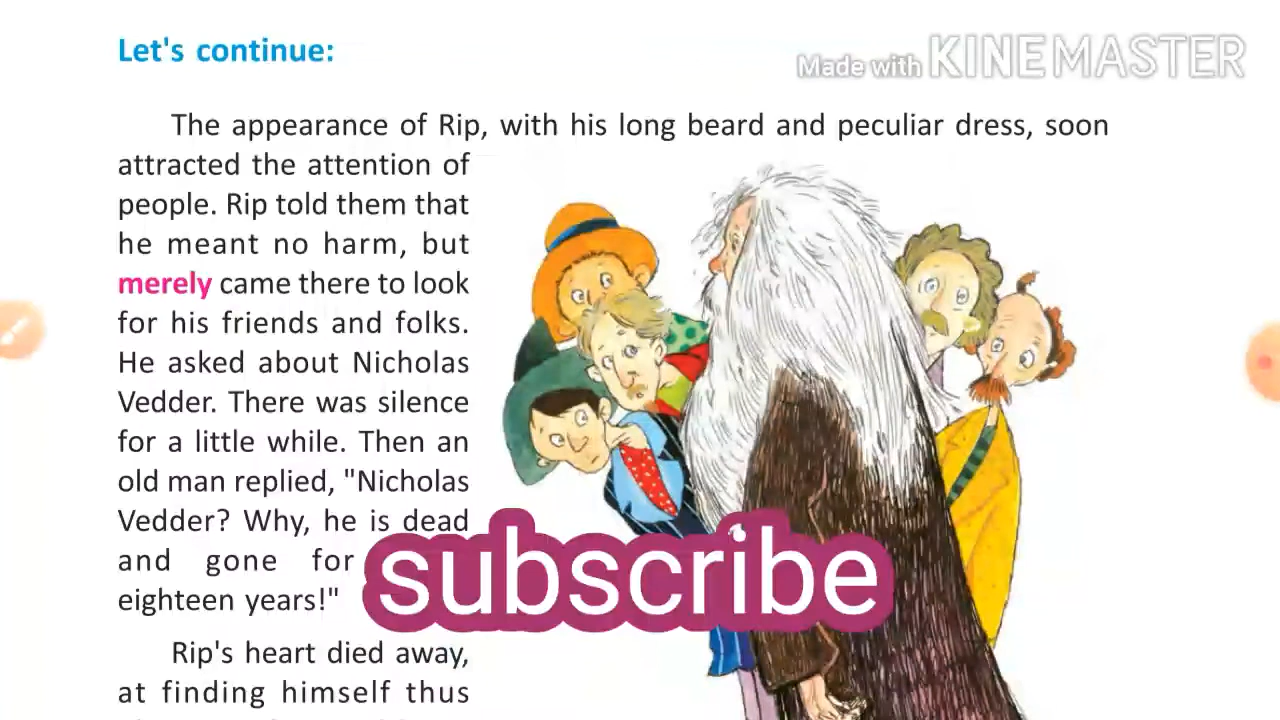 Let's continue:
Made with KINEMASTER
The appearance of Rip, with his long beard and peculiar dress, soon
attracted the attention of
people. Rip told them that
he meant no harm, but
merely came there to look
for his friends and folks.
He asked about Nicholas
Vedder. There was silence
for a little while. Then an
old man replied, "Nicholas
Vedder? Why, he is dead
and gone for
eighteen years!"
subscribe
Rip's heart died away,
at finding himself thus